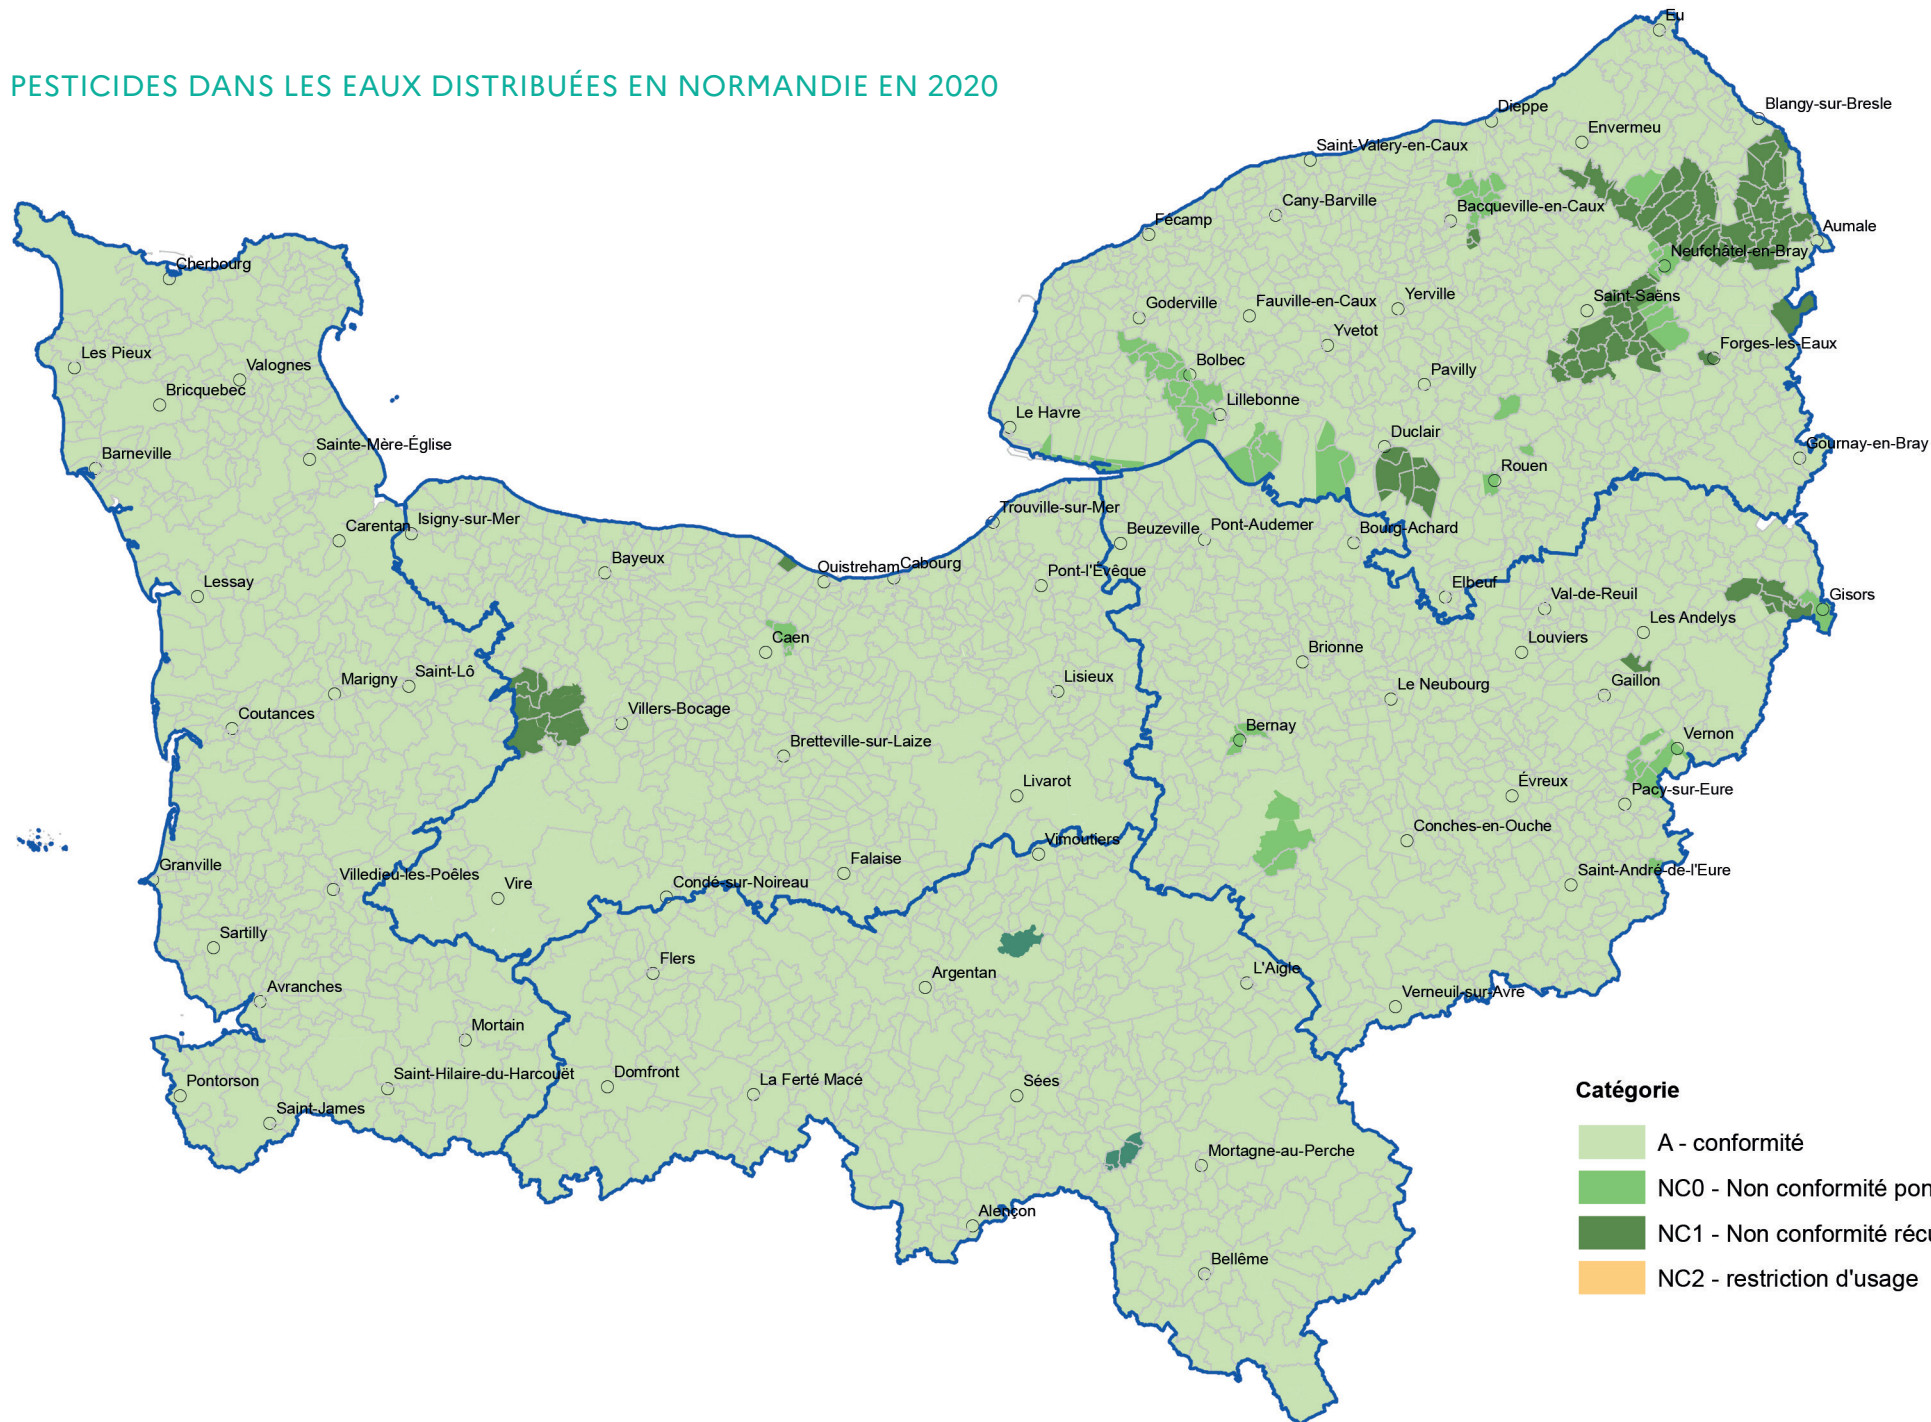 PESTICIDES DANS LES EAUX DISTRIBUÉES EN NORMANDIE EN 2020
Eu
Blangy-sur-Bresle
Dieppe
Envermeu
Saint-Valéry-en-Caux
Cany-Barville
Bacqueville-en-Caux
Fécamp
Aumale
Neufchâtel-en-Bray
Cherbourg
Goderville
Fauville-en-Caux
Yerville
Saint-Saëns
Yvetot
Forges-les-Eaux
Les Pieux
Valognes
Bolbec
Pavilly
Bricquebec
Lillebonne
Le Havre
Duclair
Gournay-en-Bray
Sainte-Mère-Église
Barneville
Rouen
Trouville-sur-Mer
Carentan
Isigny-sur-Mer
Beuzeville
Pont-Audemer
Bourg-Achard
Bayeux
Ouistreham
Cabourg
Pont-l'Évêque
Lessay
Elbeuf
Val-de-Reuil
Gisors
Les Andelys
Caen
Brionne
Louviers
Marigny
Saint-Lô
Lisieux
Le Neubourg
Gaillon
Coutances
Villers-Bocage
Bernay
Vernon
Bretteville-sur-Laize
Livarot
Évreux
Pacy-sur-Eure
Conches-en-Ouche
Vimoutiers
Granville
Falaise
Saint-André-de-l'Eure
Villedieu-les-Poêles
Vire
Condé-sur-Noireau
Sartilly
Flers
Argentan
L'Aigle
Avranches
Verneuil-sur-Avre
Mortain
Pontorson
Saint-Hilaire-du-Harcouët
Domfront
La Ferté Macé
Sées
Saint-James
Mortagne-au-Perche
Alençon
Bellême
Catégorie
A - conformité
NC0 - Non conformité pon
NC1 - Non conformité réc
NC2 - restriction d'usage